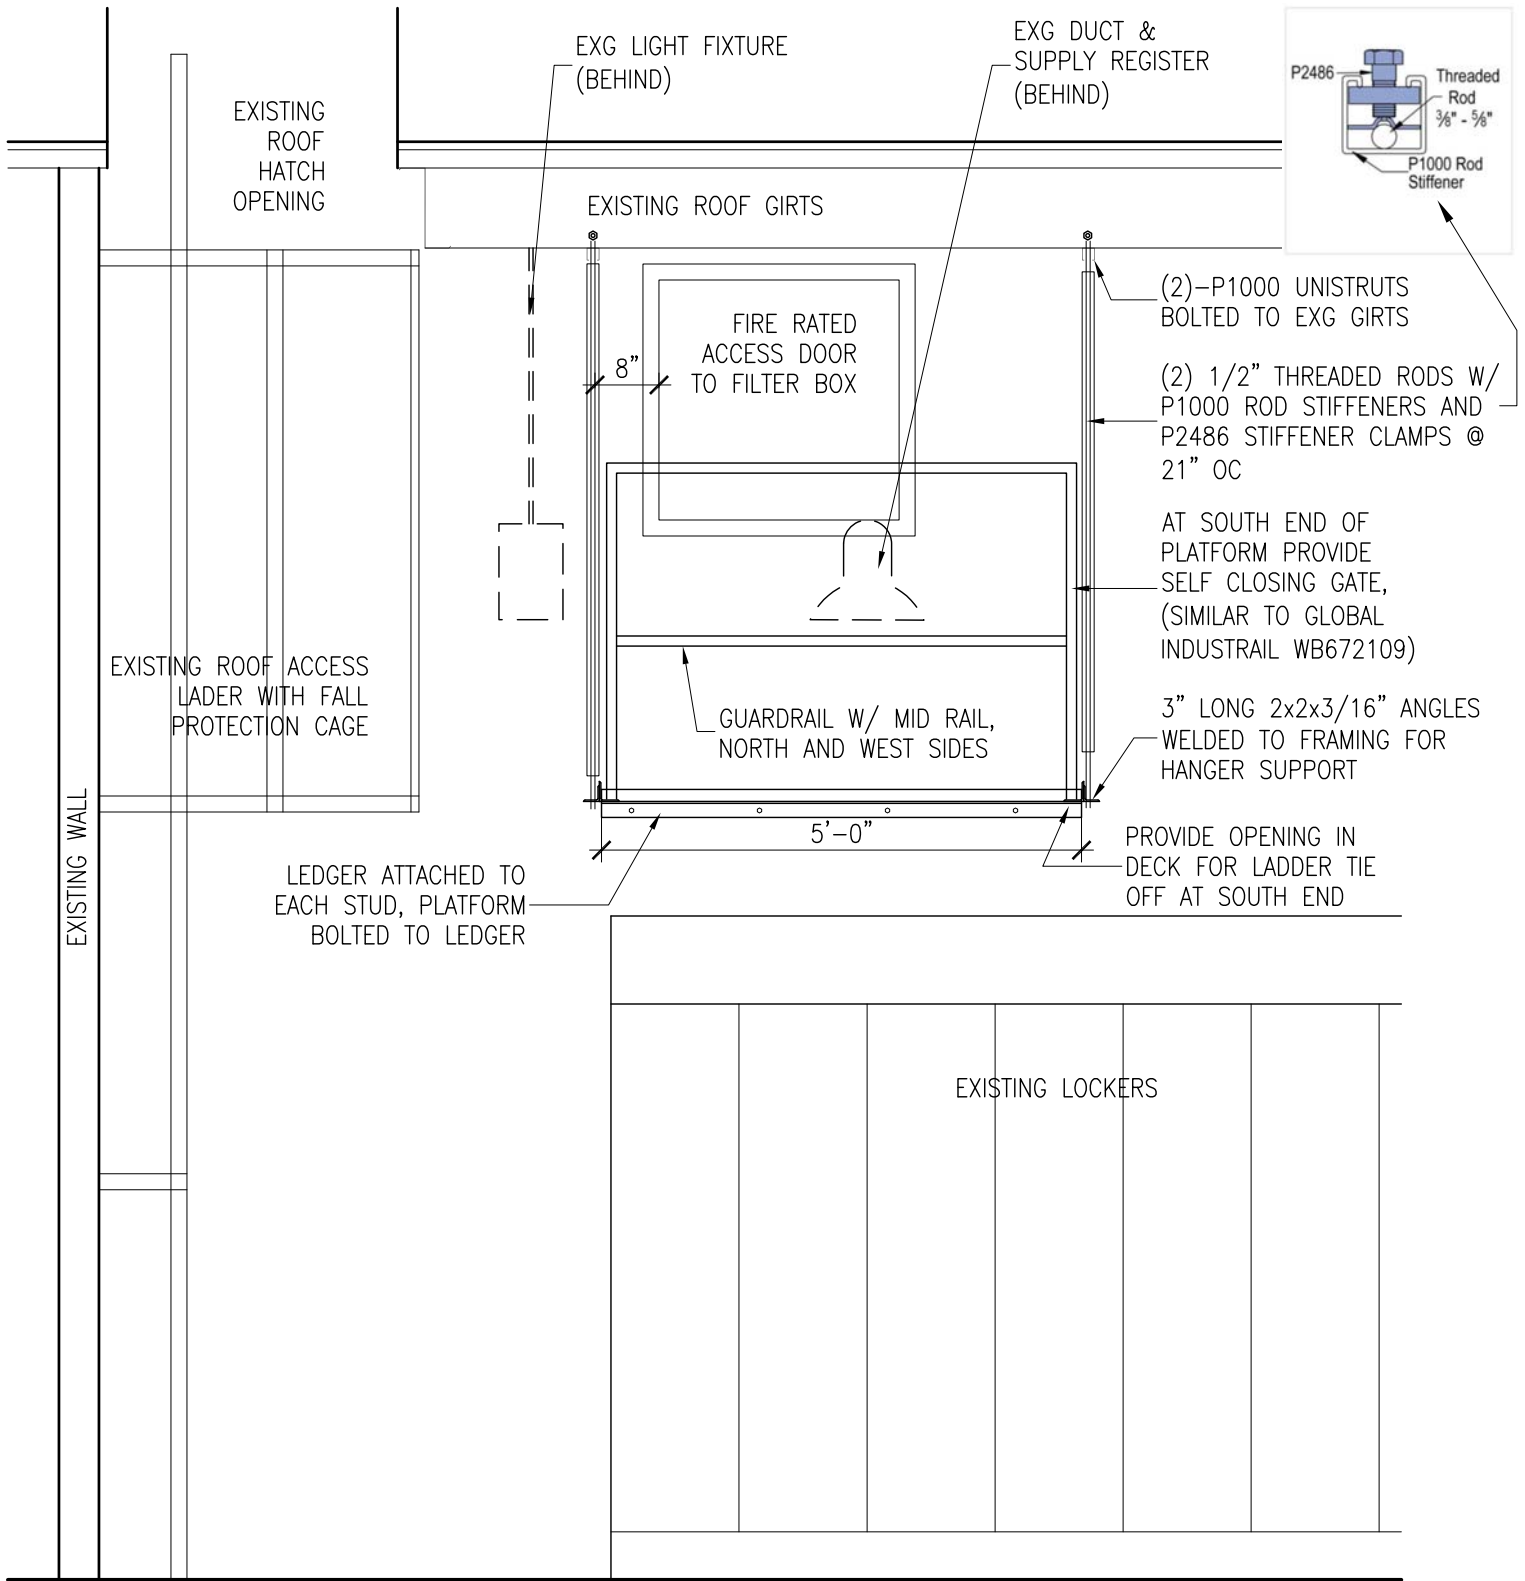 EXG LIGHT FIXTURE
(BEHIND)
EXG DUCT &
SUPPLY REGISTER
(BEHIND)
P2486
Threaded
Rod
⅜" - ⅝"
P1000 Rod
Stiffener
EXISTING
ROOF
HATCH
OPENING
EXISTING ROOF GIRTS
(2)-P1000 UNISTRUTS
BOLTED TO EXG GIRTS
FIRE RATED
ACCESS DOOR
TO FILTER BOX
8"
(2) 1/2" THREADED RODS W/
P1000 ROD STIFFENERS AND
P2486 STIFFENER CLAMPS @
21" OC
AT SOUTH END OF
PLATFORM PROVIDE
SELF CLOSING GATE,
(SIMILAR TO GLOBAL
INDUSTRAIL WB672109)
EXISTING ROOF ACCESS
LADER WITH FALL
PROTECTION CAGE
GUARDRAIL W/ MID RAIL,
NORTH AND WEST SIDES
3" LONG 2x2x3/16" ANGLES
WELDED TO FRAMING FOR
HANGER SUPPORT
EXISTING WALL
5'-0"
PROVIDE OPENING IN
DECK FOR LADDER TIE
OFF AT SOUTH END
LEDGER ATTACHED TO
EACH STUD, PLATFORM
BOLTED TO LEDGER
EXISTING LOCKERS